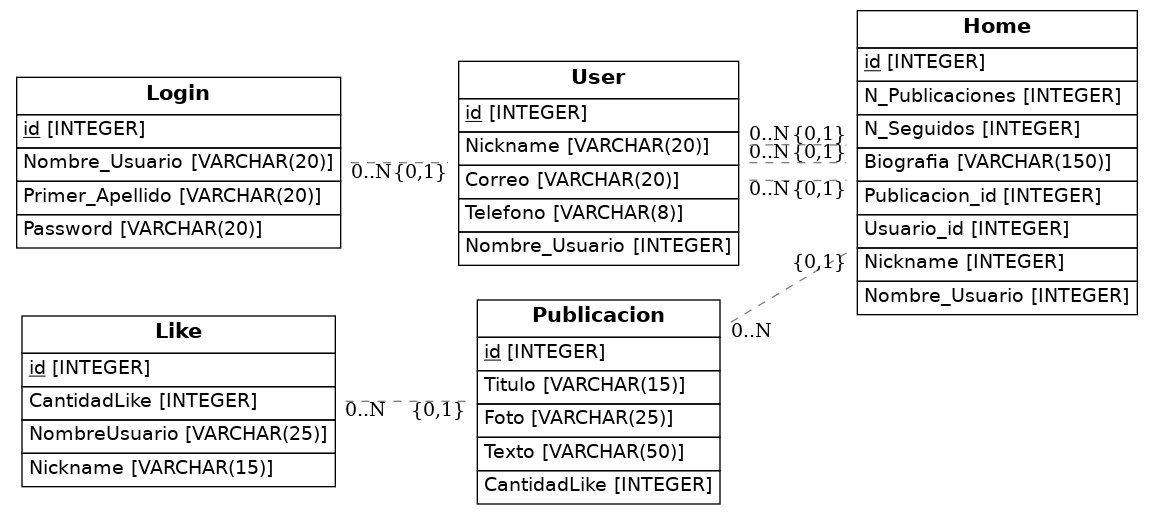 Login
id [INTEGER]
Nombre_Usuario [VARCHAR(20)]
Primer_Apellido [VARCHAR(20)]
Password [VARCHAR(20)]
0..N {0,1}
User
id [INTEGER]
Nickname [VARCHAR(20)]
Correo [VARCHAR(20)]
Telefono [VARCHAR(8)]
Nombre_Usuario [INTEGER]
0..N {0,1}
0..N {0,1}
0..N {0,1}
Home
id [INTEGER]
N_Publicaciones [INTEGER]
N_Seguidos [INTEGER]
Biografia [VARCHAR(150)]
Publicacion_id [INTEGER]
Usuario_id [INTEGER]
Nickname [INTEGER]
Nombre_Usuario [INTEGER]
{0,1}
0..N
Like
id [INTEGER]
CantidadLike [INTEGER]
NombreUsuario [VARCHAR(25)]
Nickname [VARCHAR(15)]
0..N {0,1}
Publicacion
id [INTEGER]
Titulo [VARCHAR(15)]
Foto [VARCHAR(25)]
Texto [VARCHAR(50)]
CantidadLike [INTEGER]